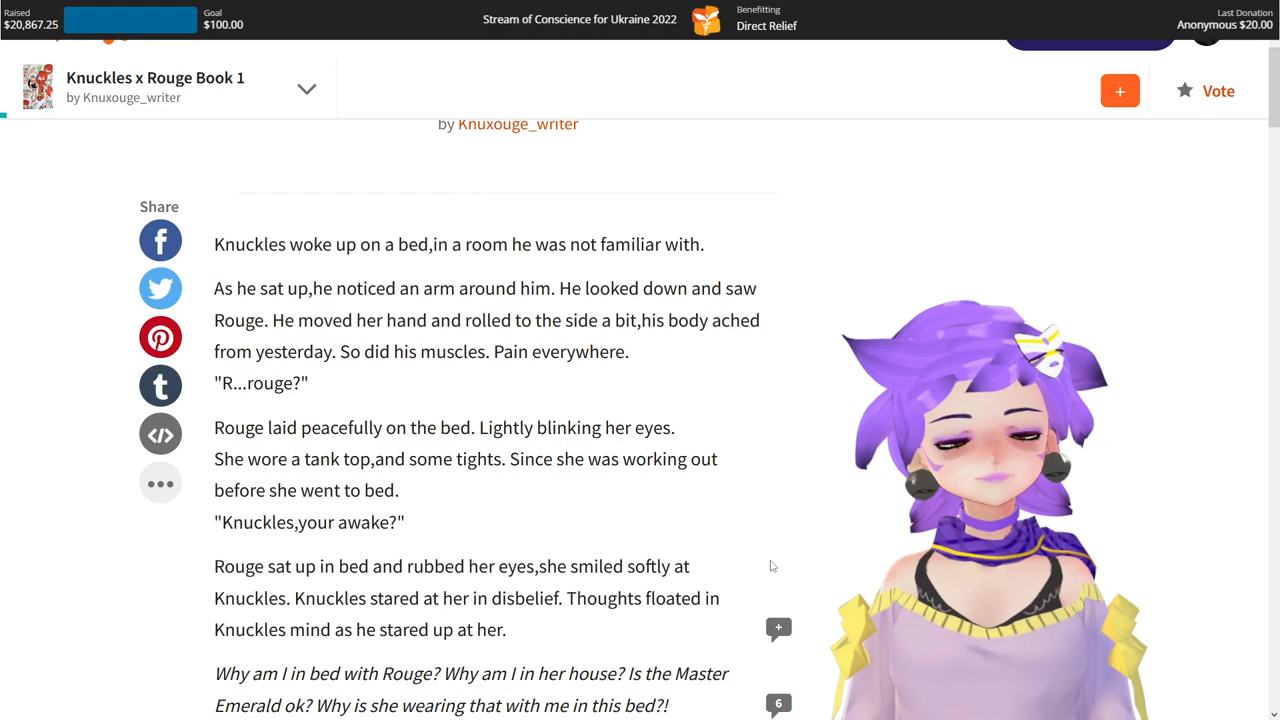 Raised
$20,867.25
Goal
$100.00
Stream of Conscience for Ukraine 2022
Benefitting
Direct Relief
Last Donation
Anonymous $20.00
Knuckles x Rouge Book 1
by Knuxouge_writer
+
Vote
by Knuxouge_writer
Share
Knuckles woke up on a bed,in a room he was not familiar with.
As he sat up,he noticed an arm around him. He looked down and saw
Rouge. He moved her hand and rolled to the side a bit,his body ached
from yesterday. So did his muscles. Pain everywhere.
"R...rouge?"
Rouge laid peacefully on the bed. Lightly blinking her eyes.
She wore a tank top,and some tights. Since she was working out
before she went to bed.
"Knuckles,your awake?"
Rouge sat up in bed and rubbed her eyes,she smiled softly at
Knuckles. Knuckles stared at her in disbelief. Thoughts floated in
Knuckles mind as he stared up at her.
+
Why am I in bed with Rouge? Why am I in her house? Is the Master
Emerald ok? Why is she wearing that with me in this bed?!
6